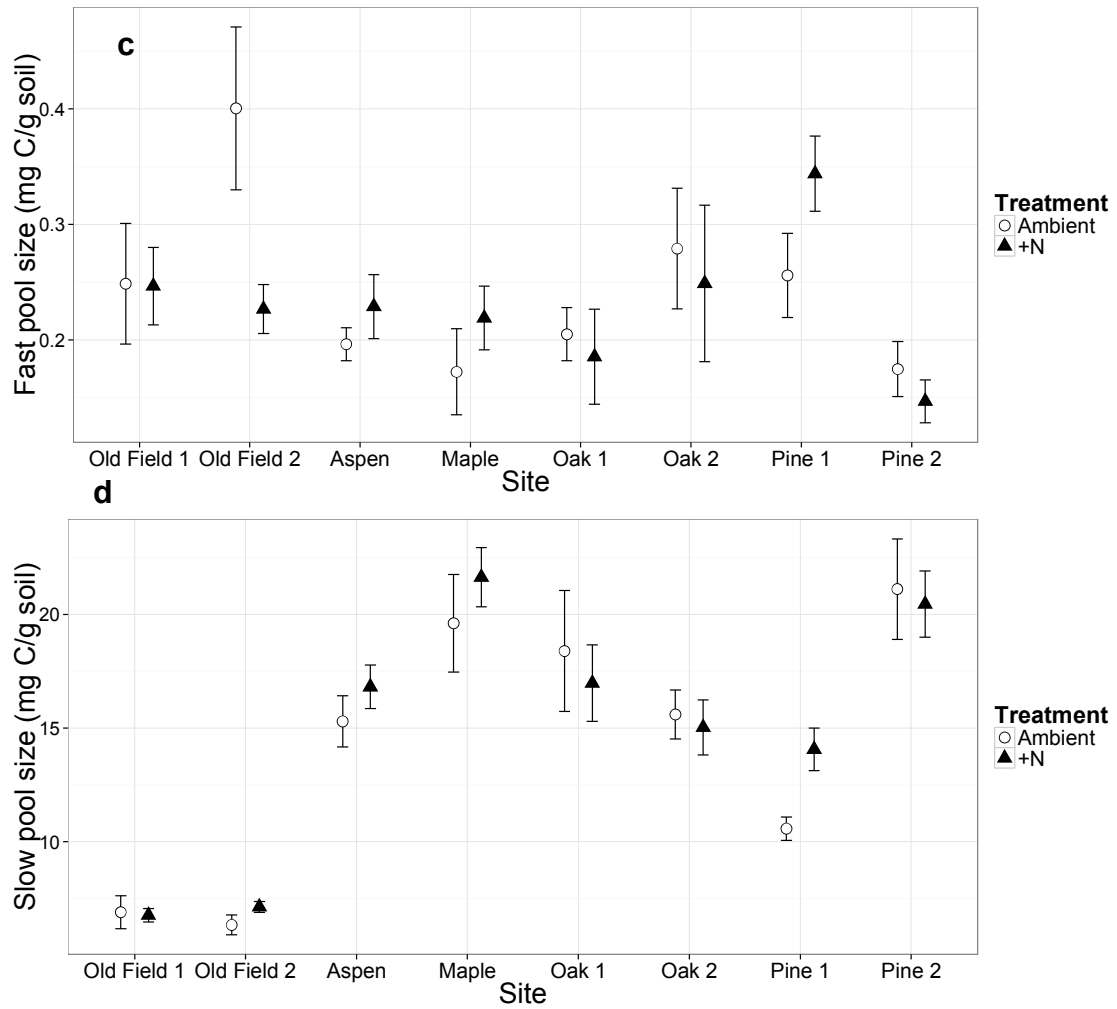 c
Fast pool size (mg C/g soil)
0.4
0.3
0.2
Old Field 1 Old Field 2 Aspen Maple Oak 1 Oak 2 Pine 1 Pine 2
Site
Treatment
Ambient
+N
d
Slow pool size (mg C/g soil)
20
15
10
Old Field 1 Old Field 2 Aspen Maple Oak 1 Oak 2 Pine 1 Pine 2
Site
Treatment
Ambient
+N